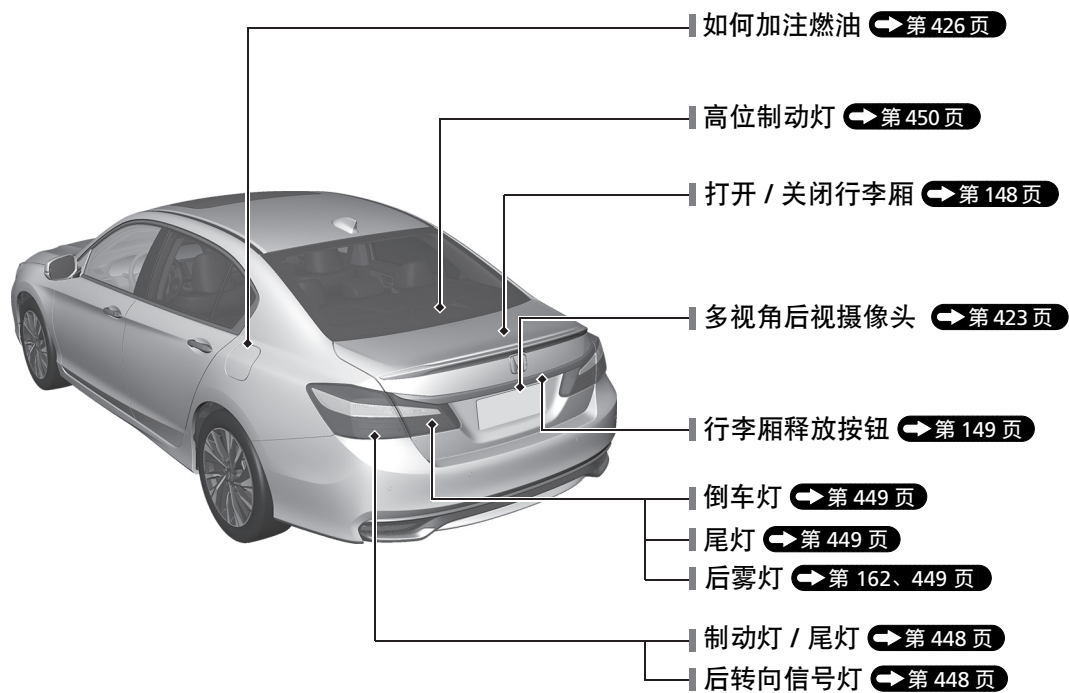 如何加注燃油 第 426 页
高位制动灯 第 450 页
打开 / 关闭行李厢 第 148 页
多视角后视摄像头 第 423 页
行李厢释放按钮 第 149 页
倒车灯 第 449 页
尾灯 第 449 页
后雾灯 第 162、449 页
制动灯 / 尾灯 第 448 页
后转向信号灯 第 448 页